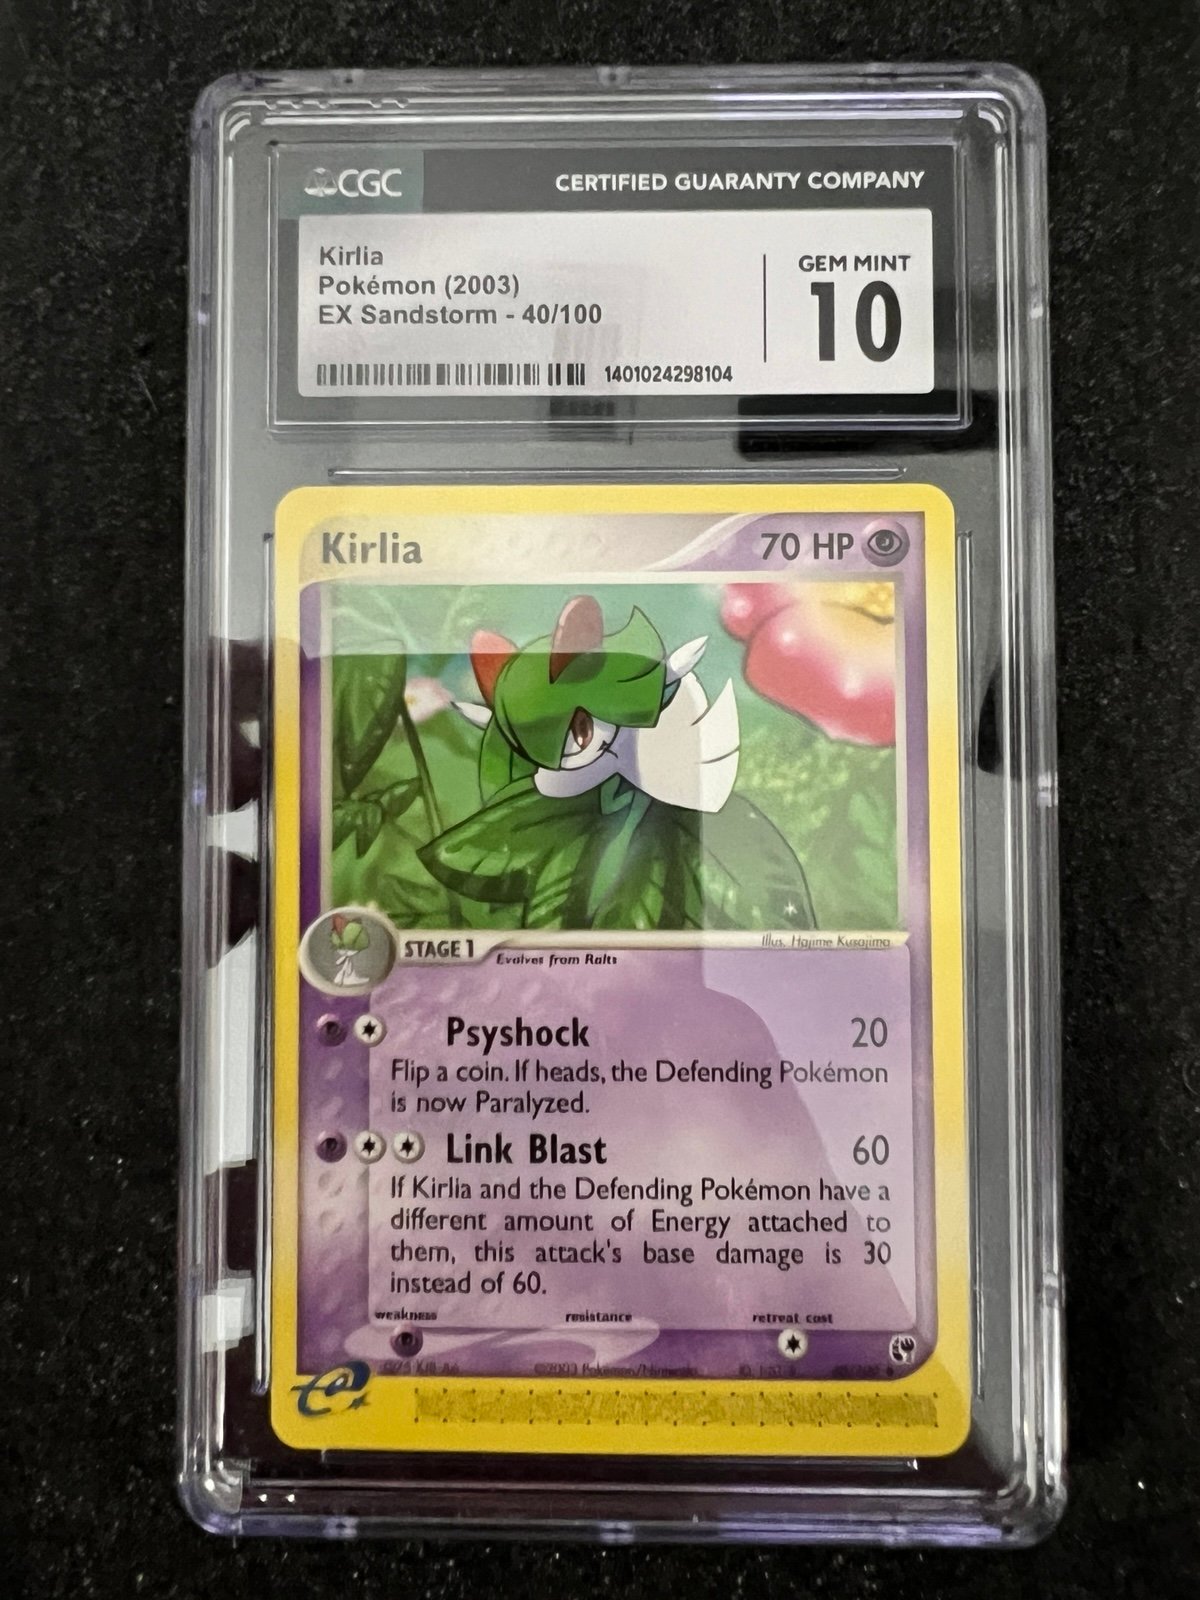 CGC
CERTIFIED GUARANTY COMPANY
Kirlia
Pokémon (2003)
EX Sandstorm - 40/100
1401024298104
GEM MINT
10
Kirlia
70 HP
Illus. Hajime Kusajima
STAGE 1
Evolves from Ralts
Psyshock 20
Flip a coin. If heads, the Defending Pokémon
is now Paralyzed.
Link Blast 60
If Kirlia and the Defending Pokémon have a
different amount of Energy attached to
them, this attack's base damage is 30
instead of 60.
weakness resistance retreat cost
©2003 Pokémon/Nintendo
e